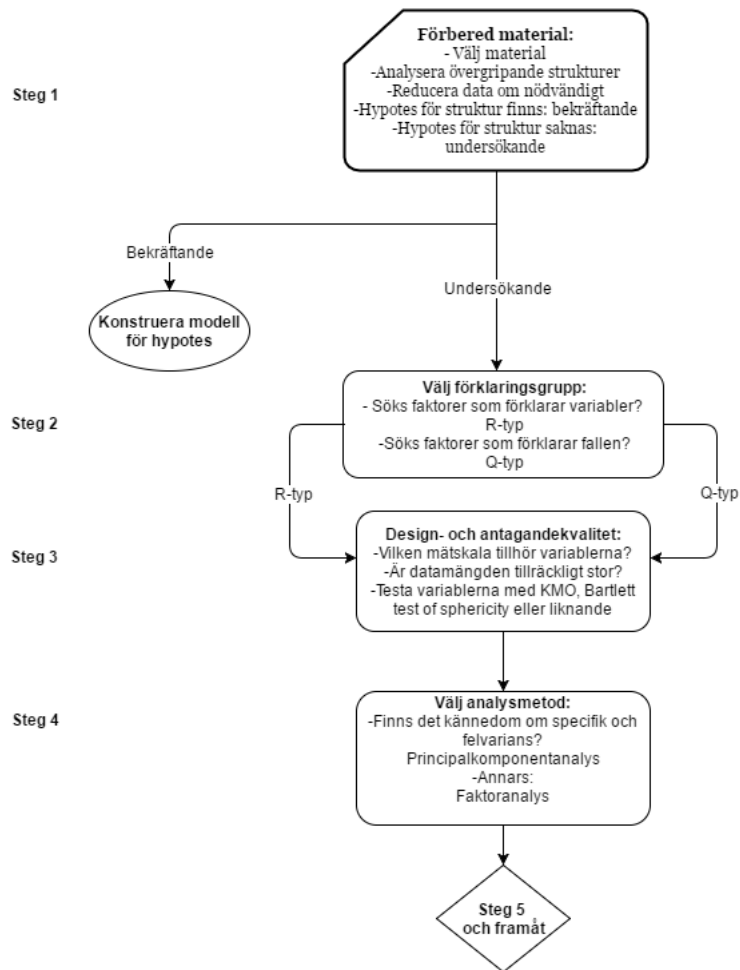 Steg 1
Förbered material:
- Välj material
-Analysera övergripande strukturer
-Reducera data om nödvändigt
-Hypotes för struktur finns: bekräftande
-Hypotes för struktur saknas:
undersökande
Bekräftande
Undersökande
Konstruera modell
för hypotes
Steg 2
Välj förklaringsgrupp:
- Söks faktorer som förklarar variabler?
R-typ
-Söks faktorer som förklarar fallen?
Q-typ
R-typ
Q-typ
Steg 3
Design- och antagandekvalitet:
-Vilken mätskala tillhör variablerna?
-Är datamängden tillräckligt stor?
-Testa variablerna med KMO, Bartlett
test of sphericity eller liknande
Steg 4
Välj analysmetod:
-Finns det kännedom om specifik och
felvarians?
Principalkomponentanalys
-Annars:
Faktoranalys
Steg 5
och framåt